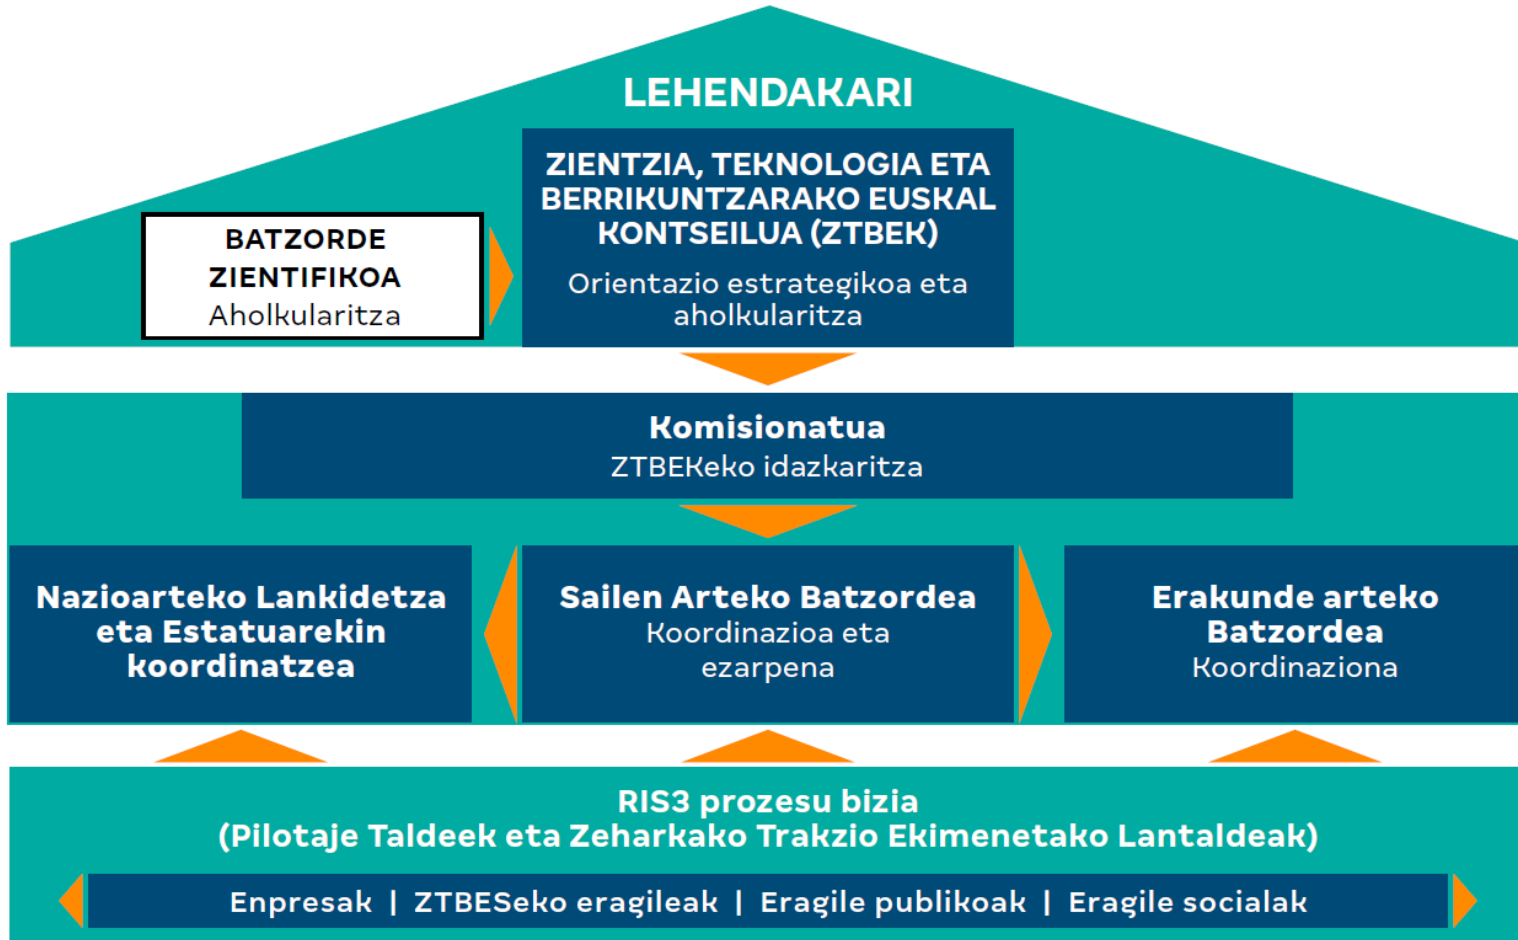 LEHENDAKARI
ZIENTZIA, TEKNOLOGIA ETA
BERRIKUNTZARAKO EUSKAL
KONTSEILUA (ZTBEK)
Orientazio estrategikoa eta
aholkularitza
BATZORDE
ZIENTIFIKOA
Aholkularitza
Komisionatua
ZTBEKeko idazkaritza
Nazioarteko Lankidetza
eta Estatuarekin
koordinatzea
Sailen Arteko Batzordea
Koordinazioa eta
ezarpena
Erakunde arteko
Batzordea
Koordinaziona
RIS3 prozesu bizia
(Pilotaje Taldeek eta Zeharkako Trakzio Ekimenetako Lantaldeak)
Enpresak | ZTBESeko eragileak | Eragile publikoak | Eragile socialak